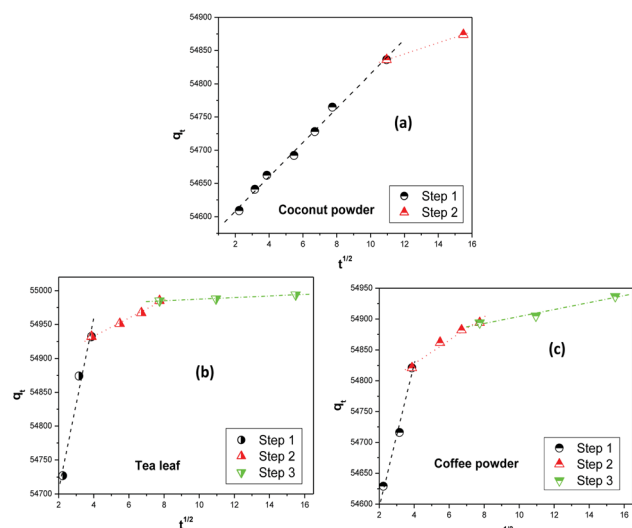 54900
54850
54800
54750
54700
54650
54600
q_t
(a)
Step 1
Step 2
Coconut powder
2 4 6 8 10 12 14 16
t^1/2
55000
54950
54900
54850
54800
54750
54700
q_t
(b)
Step 1
Step 2
Step 3
Tea leaf
2 4 6 8 10 12 14 16
t^1/2
54950
54900
54850
54800
54750
54700
54650
54600
q_t
(c)
Step 1
Step 2
Step 3
Coffee powder
2 4 6 8 10 12 14 16